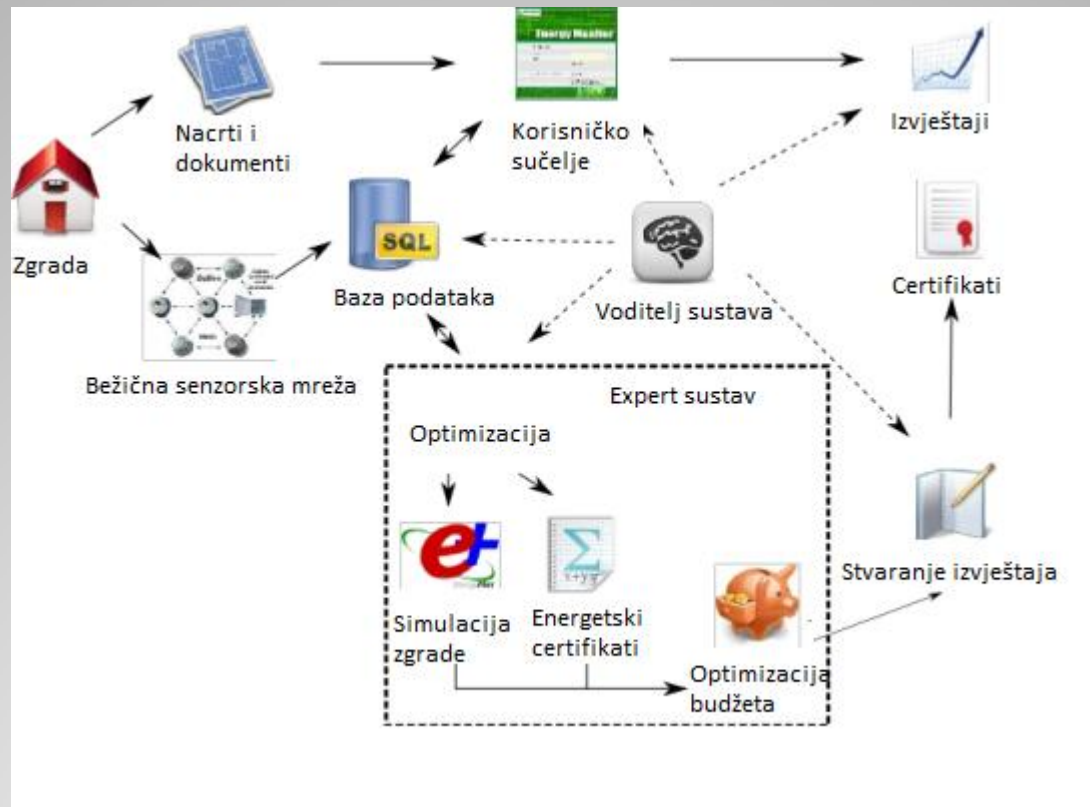 Energy Monitor
Nacrti i
dokumenti
Korisničko
sučelje
Izvještaji
Zgrada
SQL
Baza podataka
Voditelj sustava
Certifikati
Bežična senzorska mreža
Expert sustav
Optimizacija
e+
Σ
x+y
Simulacija
zgrade
Energetski
certifikati
Optimizacija
budžeta
Stvaranje izvještaja